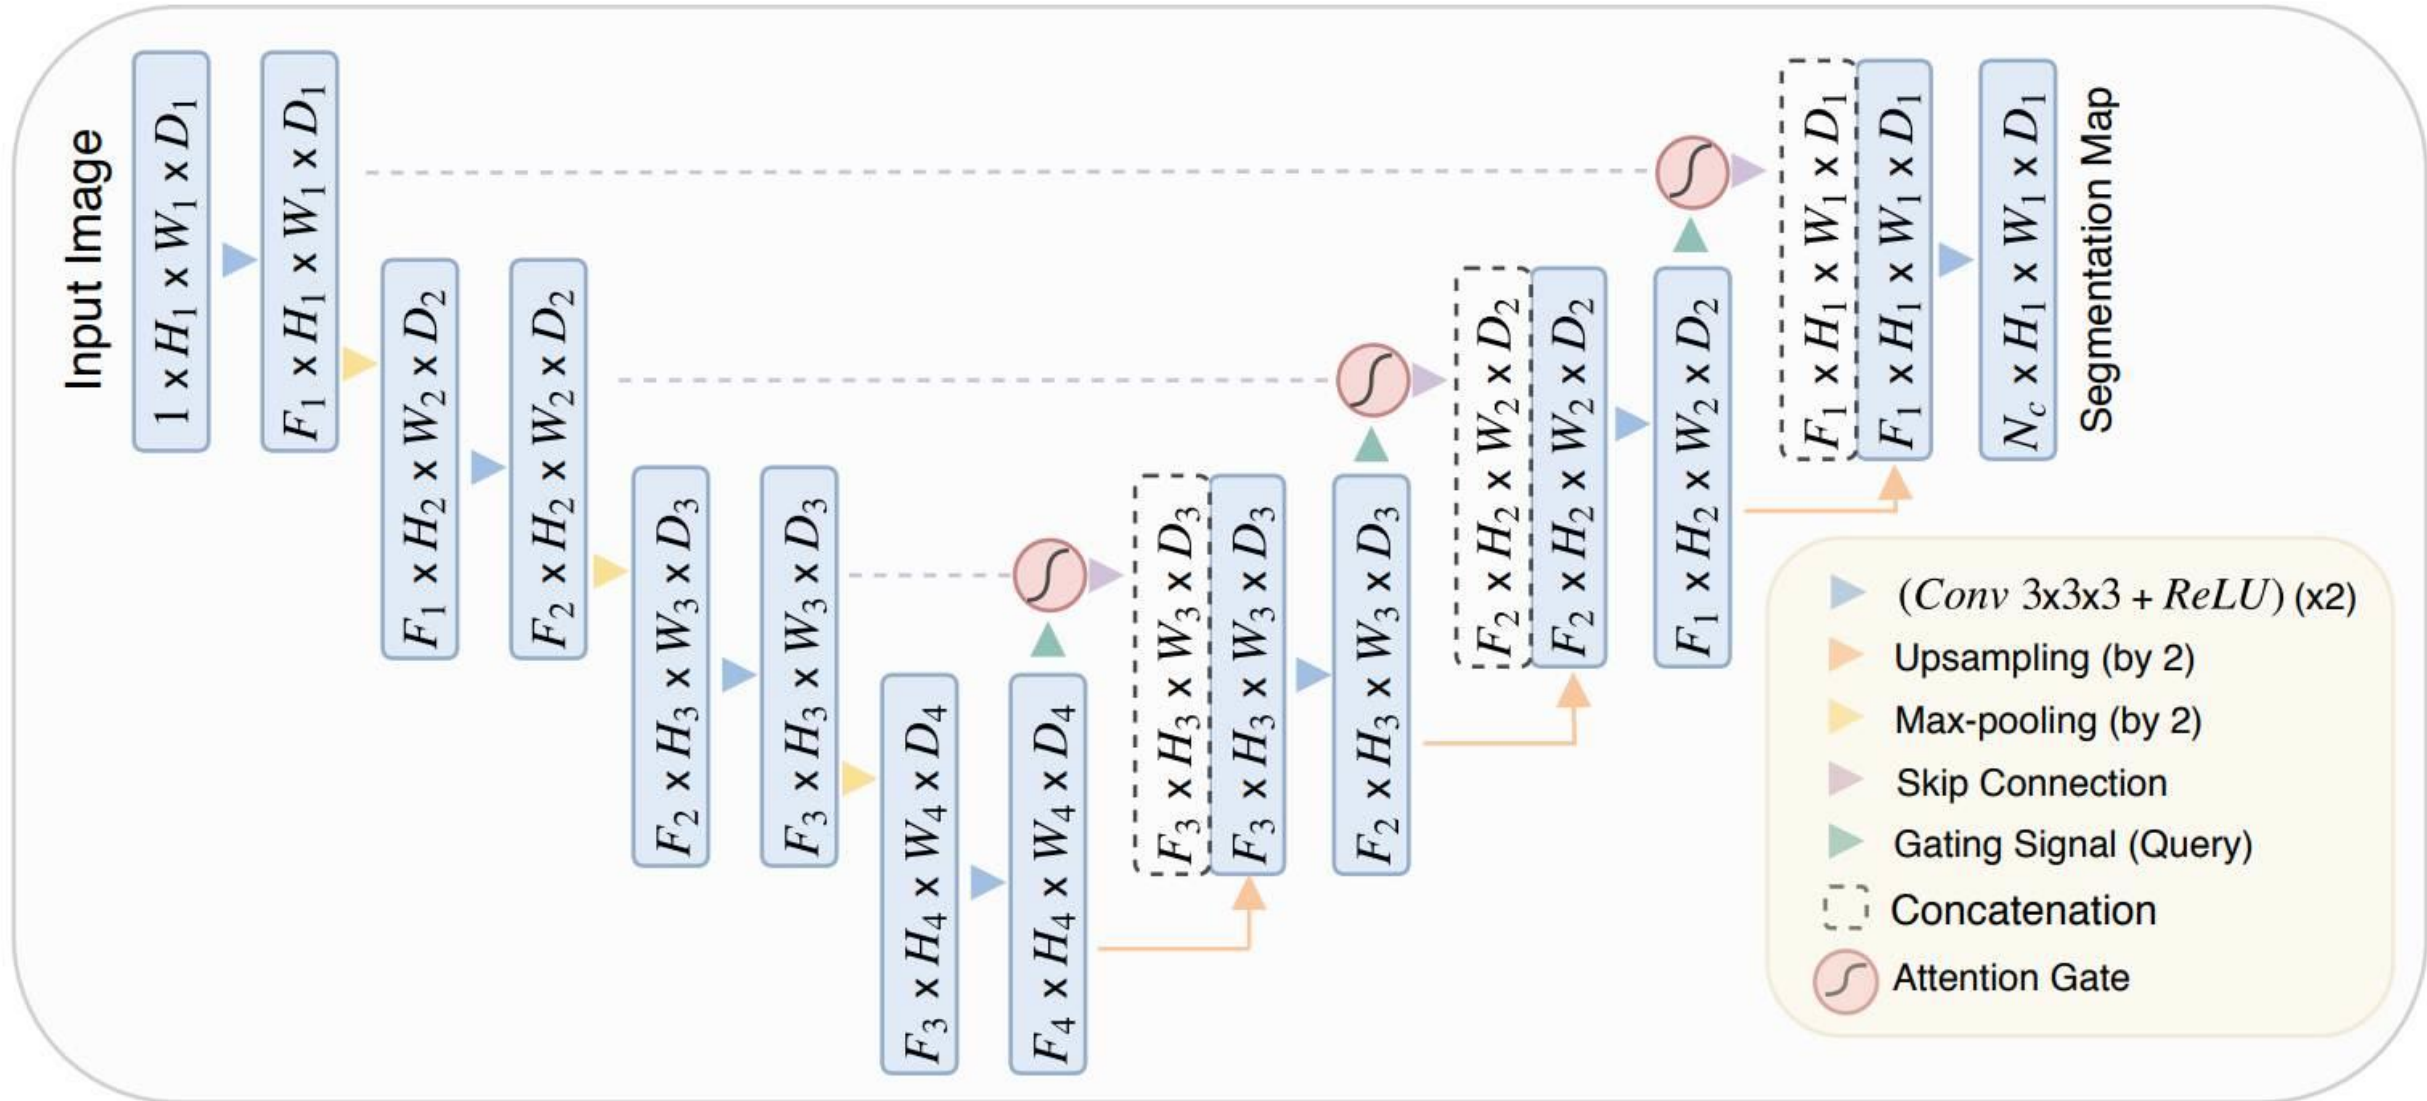 Input Image
1 x H₁ x W₁ x D₁
F₁ x H₁ x W₁ x D₁
F₁ x H₂ x W₂ x D₂
F₂ x H₂ x W₂ x D₂
F₂ x H₃ x W₃ x D₃
F₃ x H₃ x W₃ x D₃
F₃ x H₄ x W₄ x D₄
F₄ x H₄ x W₄ x D₄
F₃ x H₃ x W₃ x D₃
F₃ x H₃ x W₃ x D₃
F₂ x H₃ x W₃ x D₃
F₂ x H₂ x W₂ x D₂
F₂ x H₂ x W₂ x D₂
F₁ x H₂ x W₂ x D₂
F₁ x H₁ x W₁ x D₁
F₁ x H₁ x W₁ x D₁
N_c x H₁ x W₁ x D₁
Segmentation Map
(Conv 3x3x3 + ReLU) (x2)
Upsampling (by 2)
Max-pooling (by 2)
Skip Connection
Gating Signal (Query)
Concatenation
Attention Gate